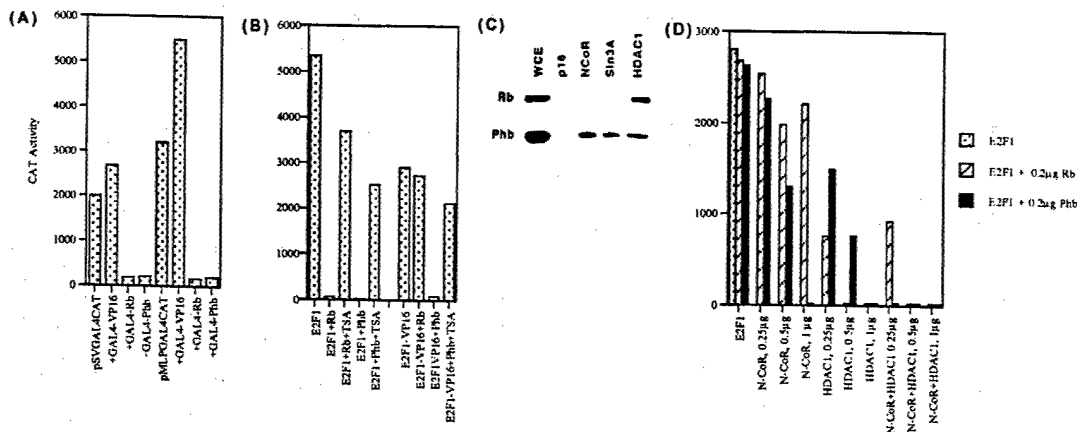 (A)
6000
5000
4000
3000
2000
1000
0
CAT Activity
pSVGAL4CAT
+GAL4-VP16
+GAL4-Rb
+GAL4-Phb
pMLPGAL4CAT
+GAL4-VP16
+GAL4-Rb
+GAL4-Phb
(B)
6000
5000
4000
3000
2000
1000
0
E2F1
E2F1+Rb
E2F1+Rb+TSA
E2F1+Phb
E2F1+Phb+TSA
E2F1-VP16
E2F1-VP16+Rb
E2F1VP16+Phb
E2F1-VP16+Phb+TSA
(C)
WCE
p16
NCoR
Sin3A
HDAC1
Rb
Phb
(D)
3000
2000
1000
0
E2F1
N-CoR, 0.25µg
N-CoR, 0.5µg
N-CoR, 1 µg
HDAC1, 0.25µg
HDAC1, 0.5µg
HDAC1, 1µg
N-CoR+HDAC1 0.25µg
N-CoR+HDAC1, 0.5µg
N-CoR+HDAC1, 1µg
E2F1
E2F1 + 0.2µg Rb
E2F1 + 0.2µg Phb